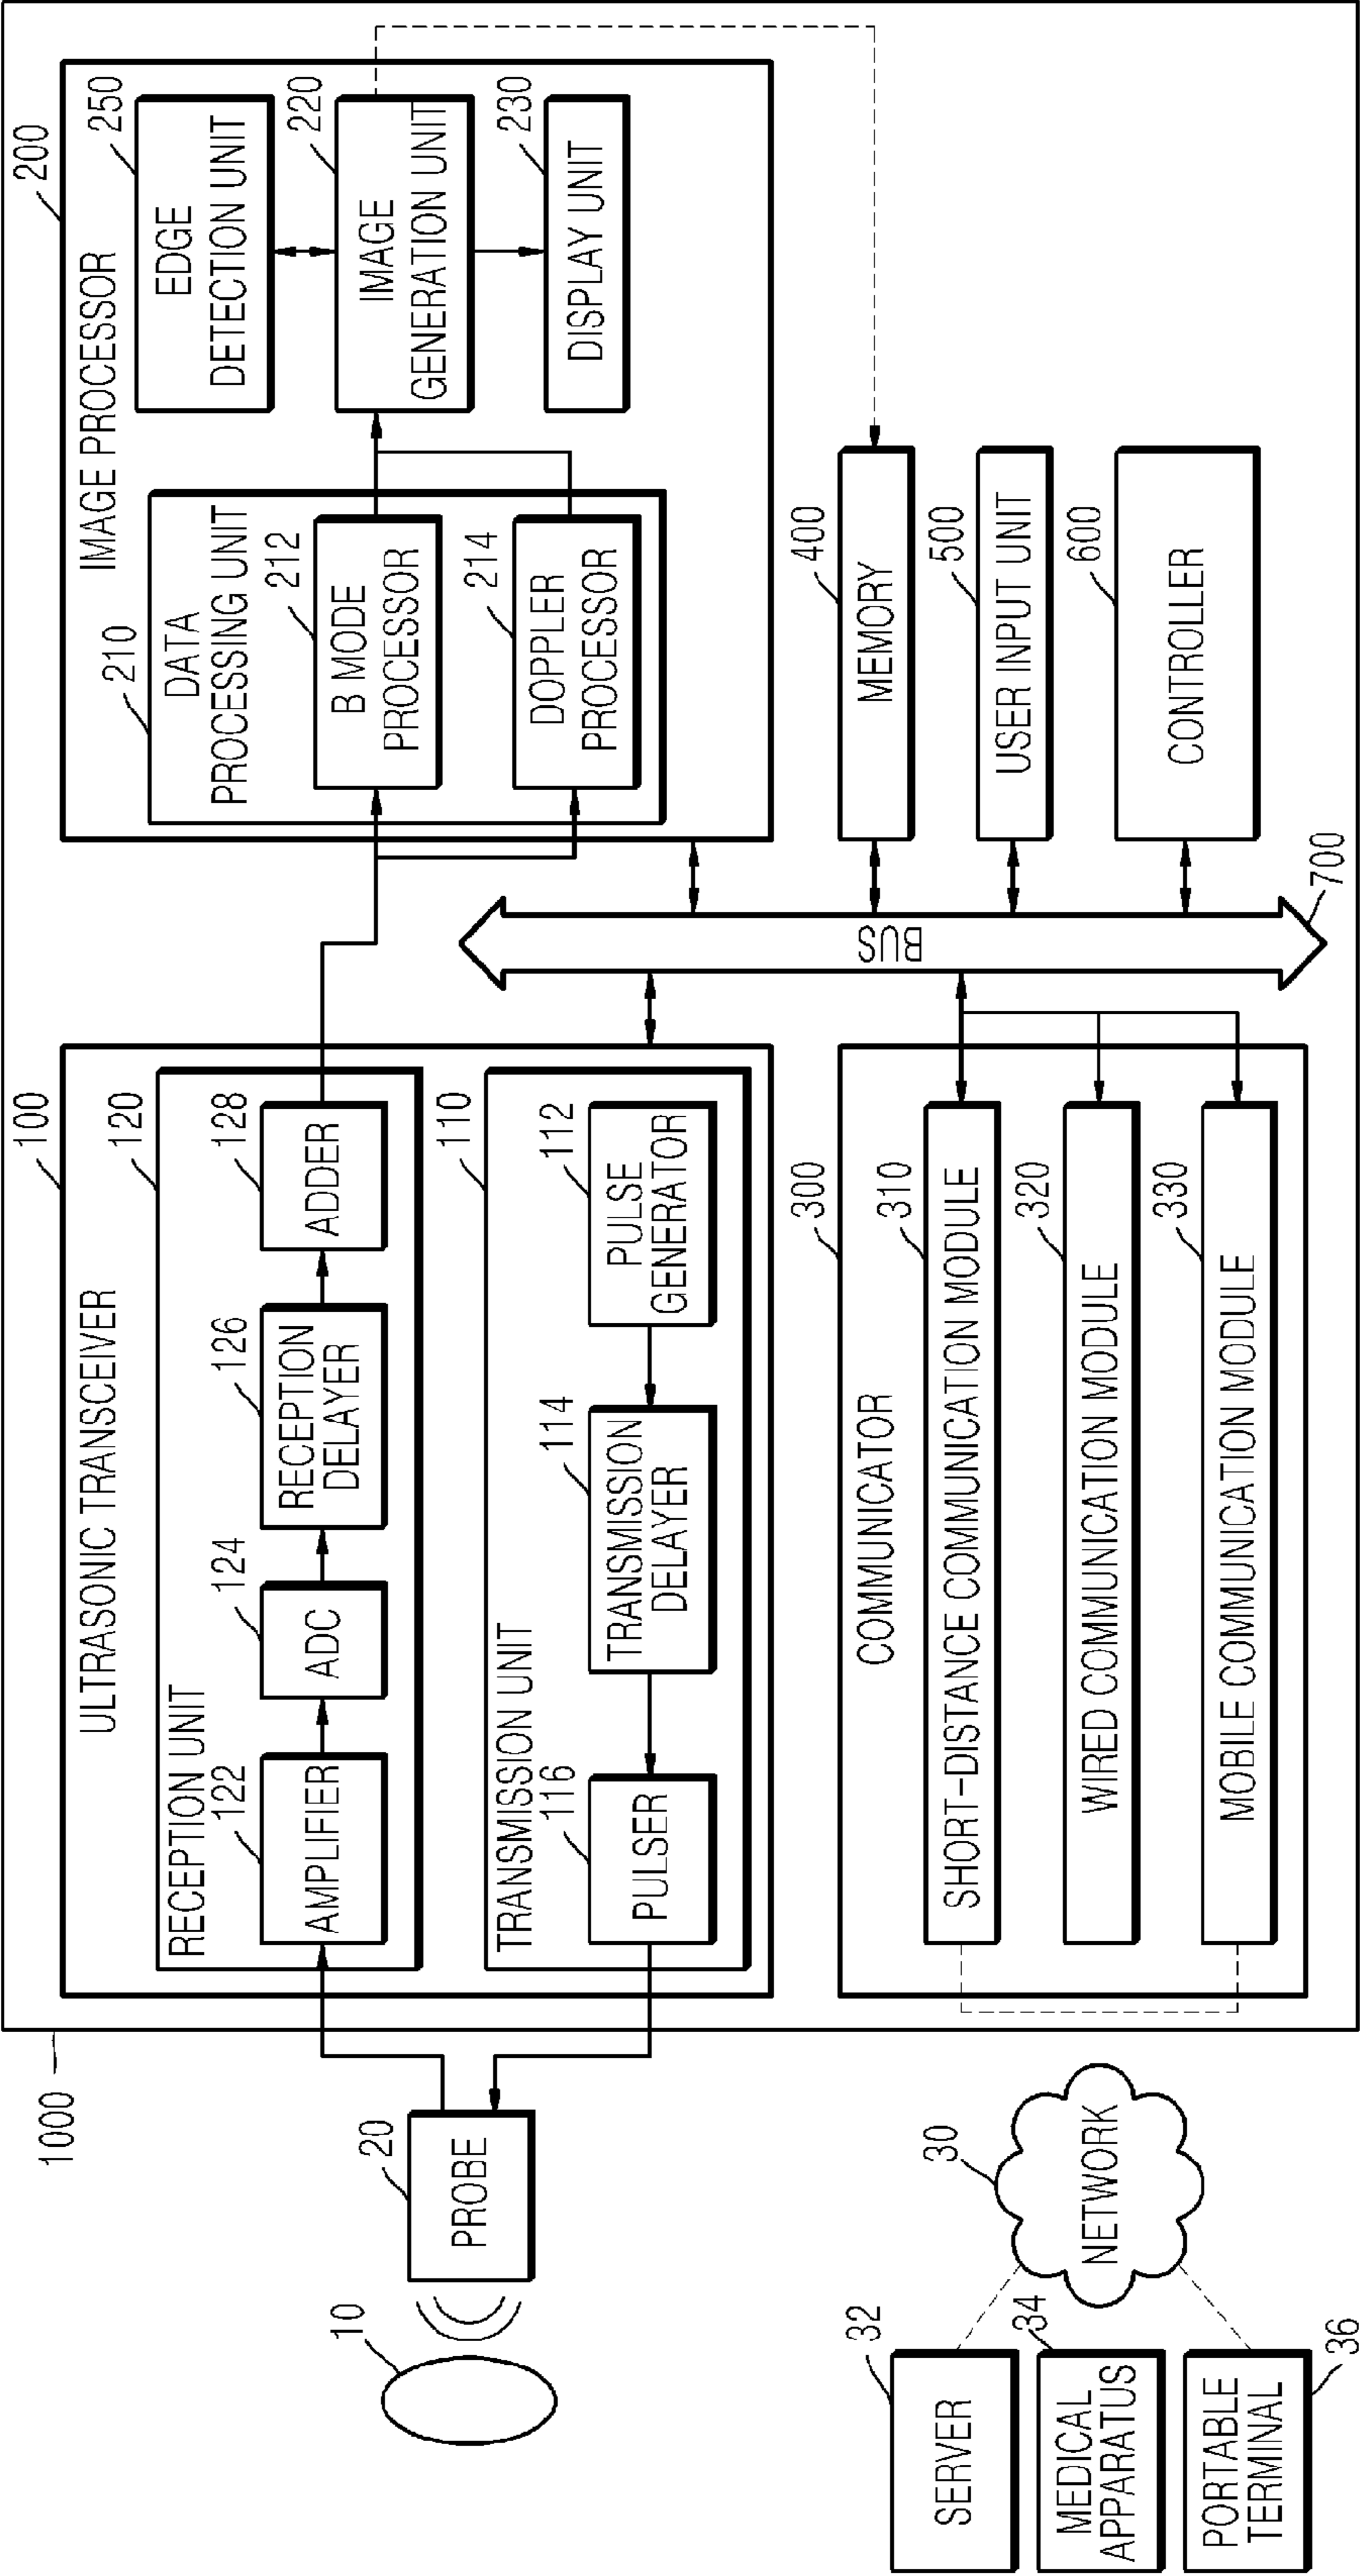 1000
100
ULTRASONIC TRANSCEIVER
120
RECEPTION UNIT
122
AMPLIFIER
124
ADC
126
RECEPTION
DELAYER
128
ADDER
110
TRANSMISSION UNIT
116
PULSER
114
TRANSMISSION
DELAYER
112
PULSE
GENERATOR
10
20
PROBE
200
IMAGE PROCESSOR
210
DATA
PROCESSING UNIT
212
B MODE
PROCESSOR
214
DOPPLER
PROCESSOR
250
EDGE
DETECTION UNIT
220
IMAGE
GENERATION UNIT
230
DISPLAY UNIT
BUS
700
400
MEMORY
500
USER INPUT UNIT
600
CONTROLLER
300
COMMUNICATOR
310
SHORT-DISTANCE COMMUNICATION MODULE
320
WIRED COMMUNICATION MODULE
330
MOBILE COMMUNICATION MODULE
30
NETWORK
32
SERVER
34
MEDICAL
APPARATUS
36
PORTABLE
TERMINAL